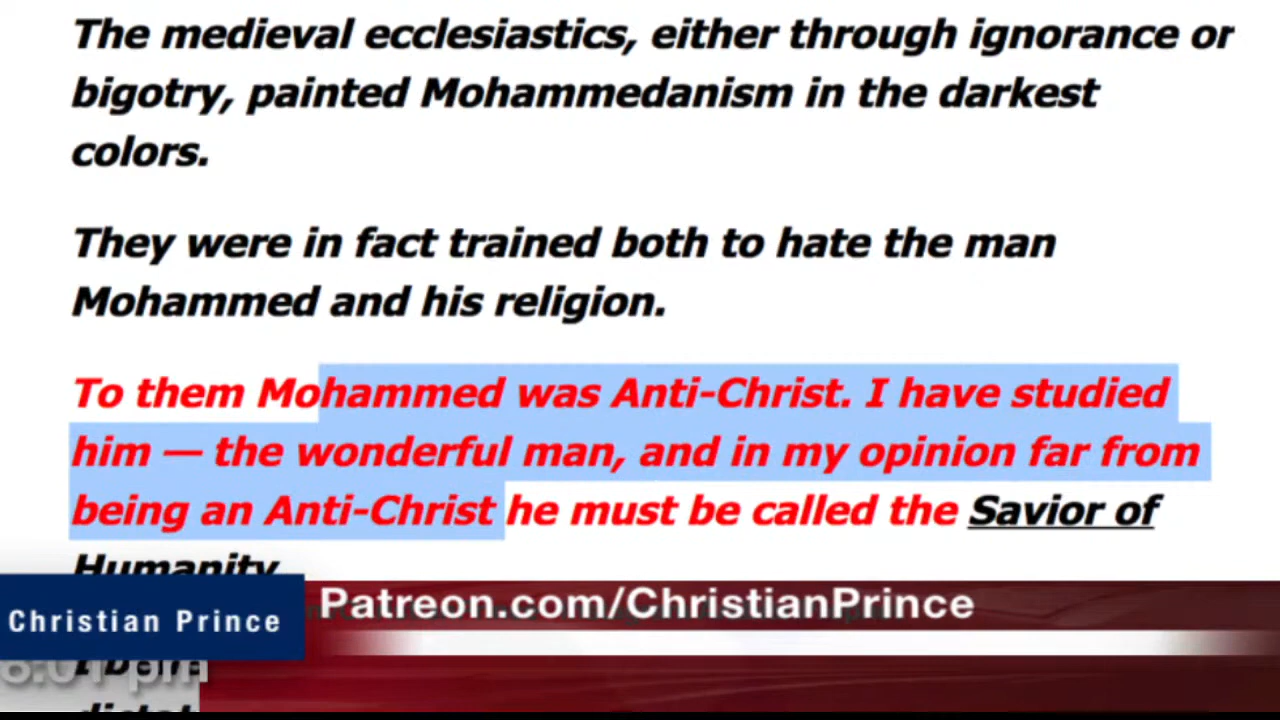 The medieval ecclesiastics, either through ignorance or
bigotry, painted Mohammedanism in the darkest
colors.
They were in fact trained both to hate the man
Mohammed and his religion.
To them Mohammed was Anti-Christ. I have studied
him — the wonderful man, and in my opinion far from
being an Anti-Christ he must be called the Savior of
Humanity.
Christian Prince
Patreon.com/ChristianPrince
pm